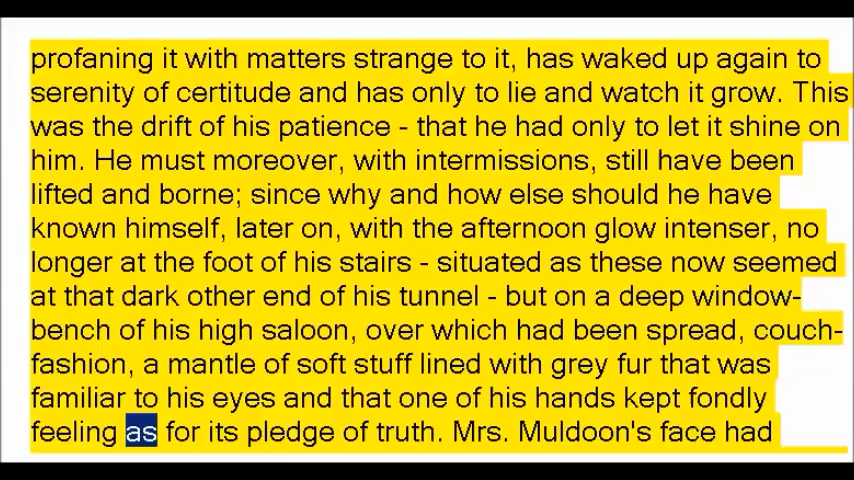 profaning it with matters strange to it, has waked up again to
serenity of certitude and has only to lie and watch it grow. This
was the drift of his patience - that he had only to let it shine on
him. He must moreover, with intermissions, still have been
lifted and borne; since why and how else should he have
known himself, later on, with the afternoon glow intenser, no
longer at the foot of his stairs - situated as these now seemed
at that dark other end of his tunnel - but on a deep window-
bench of his high saloon, over which had been spread, couch-
fashion, a mantle of soft stuff lined with grey fur that was
familiar to his eyes and that one of his hands kept fondly
feeling as for its pledge of truth. Mrs. Muldoon's face had